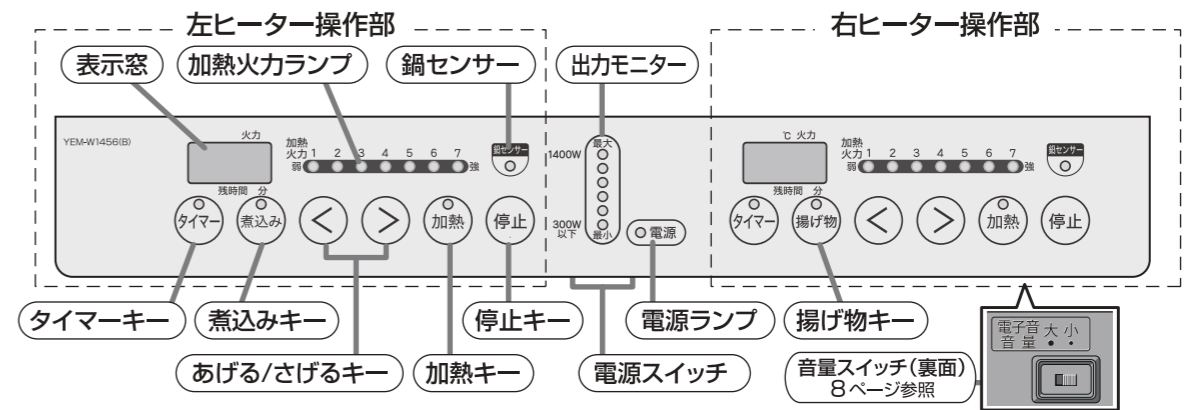 左ヒーター操作部
右ヒーター操作部
表示窓
加熱火力ランプ
鍋センサー
出力モニター
YEM-W1456(B)
火力
加熱
火力 1 2 3 4 5 6 7
弱 強
鍋センサー
残時間 分
タイマー
煮込み
<
>
加熱
停止
最大
1400W
300W
以下
最小
電源
℃ 火力
加熱
火力 1 2 3 4 5 6 7
弱 強
鍋センサー
残時間 分
タイマー
揚げ物
<
>
加熱
停止
タイマーキー
煮込みキー
停止キー
電源ランプ
揚げ物キー
あげる/さげるキー
加熱キー
電源スイッチ
音量スイッチ(裏面)
8ページ参照
電子音 大 小
音量